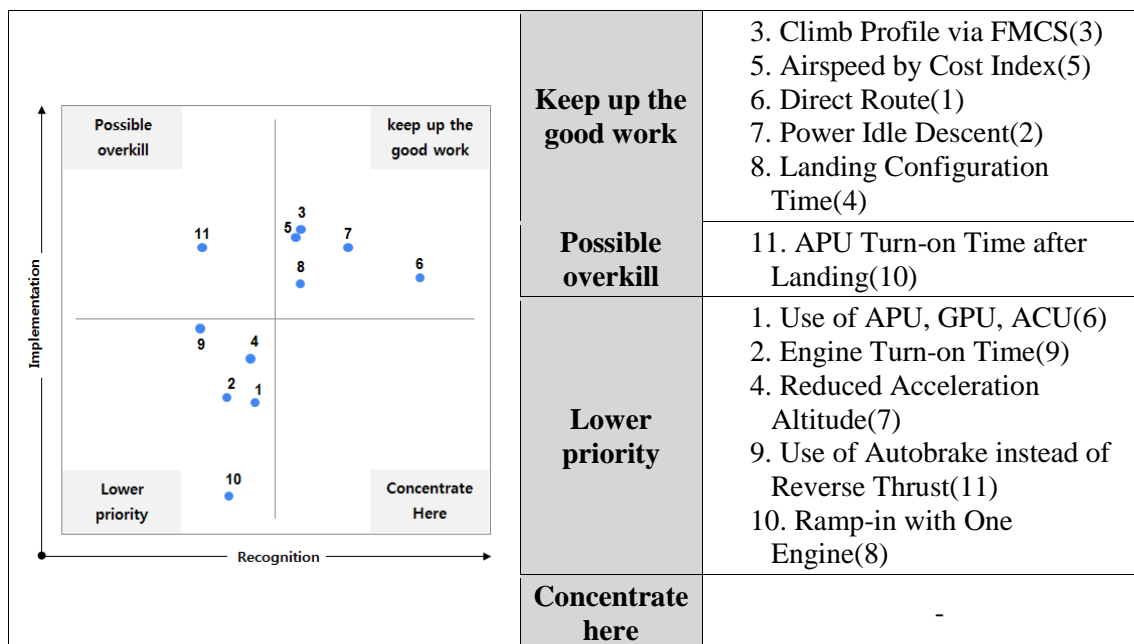 Possible
overkill
keep up the
good work
3
5
7
11
8
6
9
4
2
1
10
Lower
priority
Concentrate
Here
Implementation
Recognition
Keep up the
good work
3. Climb Profile via FMCS(3)
5. Airspeed by Cost Index(5)
6. Direct Route(1)
7. Power Idle Descent(2)
8. Landing Configuration
Time(4)
Possible
overkill
11. APU Turn-on Time after
Landing(10)
Lower
priority
1. Use of APU, GPU, ACU(6)
2. Engine Turn-on Time(9)
4. Reduced Acceleration
Altitude(7)
9. Use of Autobrake instead of
Reverse Thrust(11)
10. Ramp-in with One
Engine(8)
Concentrate
here
-